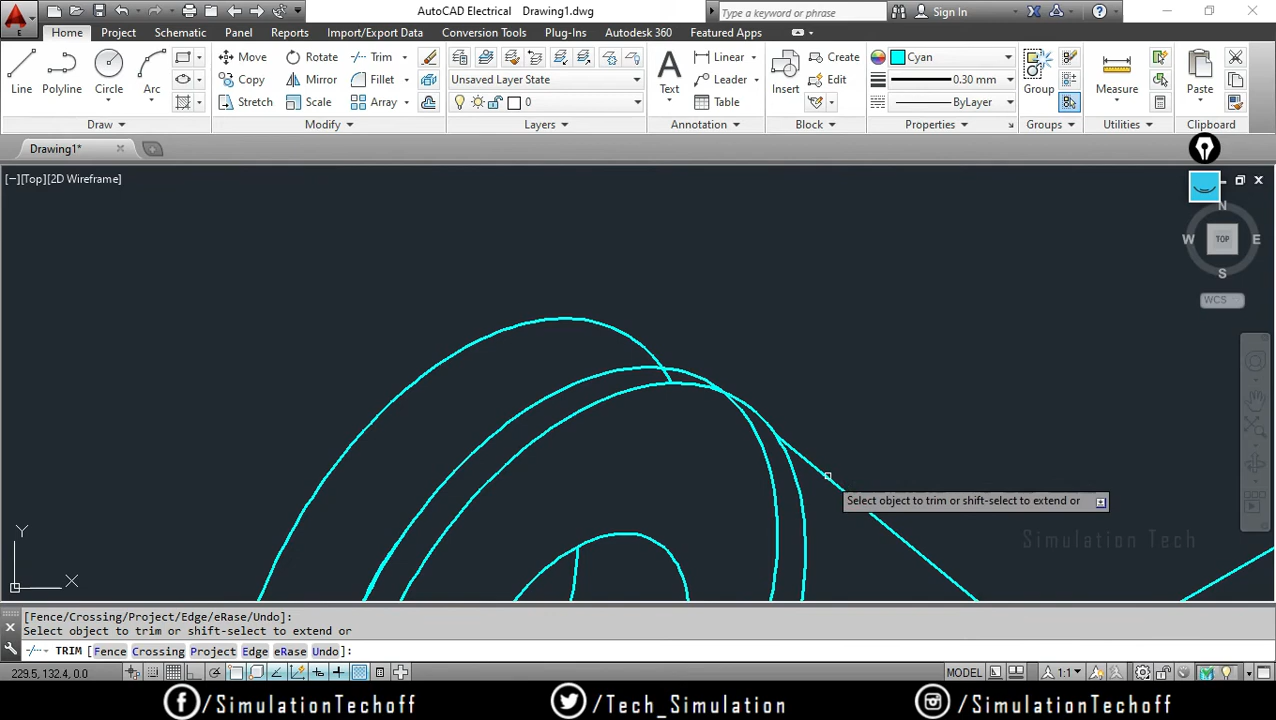 AutoCAD Electrical Drawing1.dwg
Type a keyword or phrase
Sign In
E
Home Project Schematic Panel Reports Import/Export Data Conversion Tools Plug-Ins Autodesk 360 Featured Apps
Line Polyline Circle Arc
Move Rotate Trim
Copy Mirror Fillet
Stretch Scale Array
Unsaved Layer State
0
Text
Linear
Leader
Table
Insert
Create
Edit
Cyan
0.30 mm
ByLayer
Group
Measure
Paste
Draw Modify Layers Annotation Block Properties Groups Utilities Clipboard
Drawing1*
[−][Top][2D Wireframe]
N
W TOP E
S
WCS
Select object to trim or shift-select to extend or
Simulation Tech
Y
X
[Fence/Crossing/Project/Edge/eRase/Undo]:
Select object to trim or shift-select to extend or
TRIM [Fence Crossing Project Edge eRase Undo]:
229.5, 132.4, 0.0
MODEL
1:1
/SimulationTechoff /Tech_Simulation /SimulationTechoff